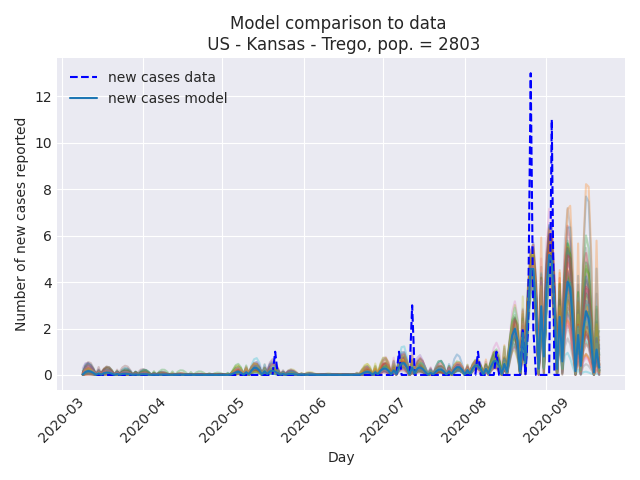 Model comparison to data
US - Kansas - Trego, pop. = 2803
new cases data
new cases model
Number of new cases reported
12
10
8
6
4
2
0
2020-03
2020-04
2020-05
2020-06
2020-07
2020-08
2020-09
Day